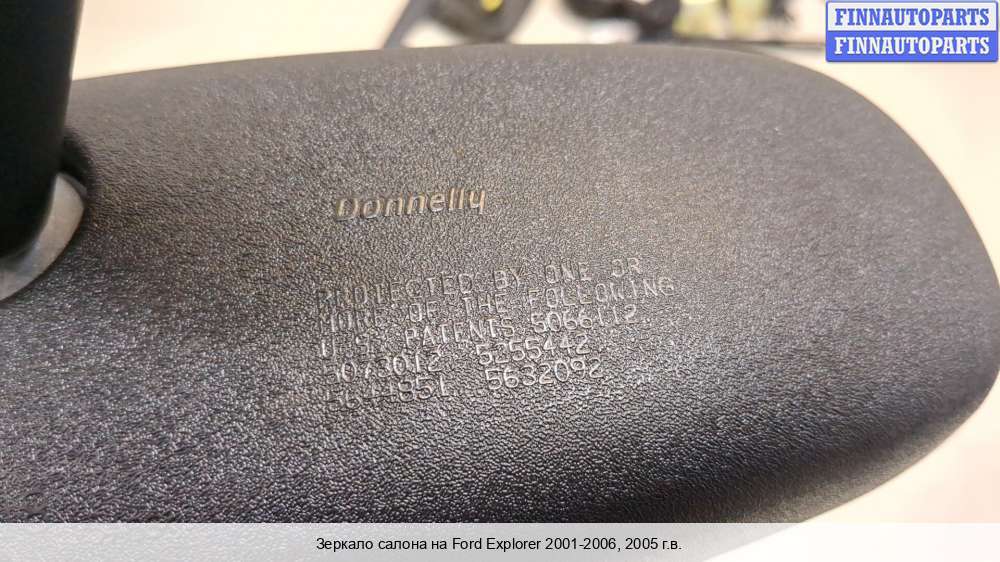 FINNAUTOPARTS
FINNAUTOPARTS
Donnelly
PROTECTED BY ONE OR
MORE OF THE FOLLOWING
U.S. PATENTS 5066112
5073012 5255442
5644851 5632092
Зеркало салона на Ford Explorer 2001-2006, 2005 г.в.